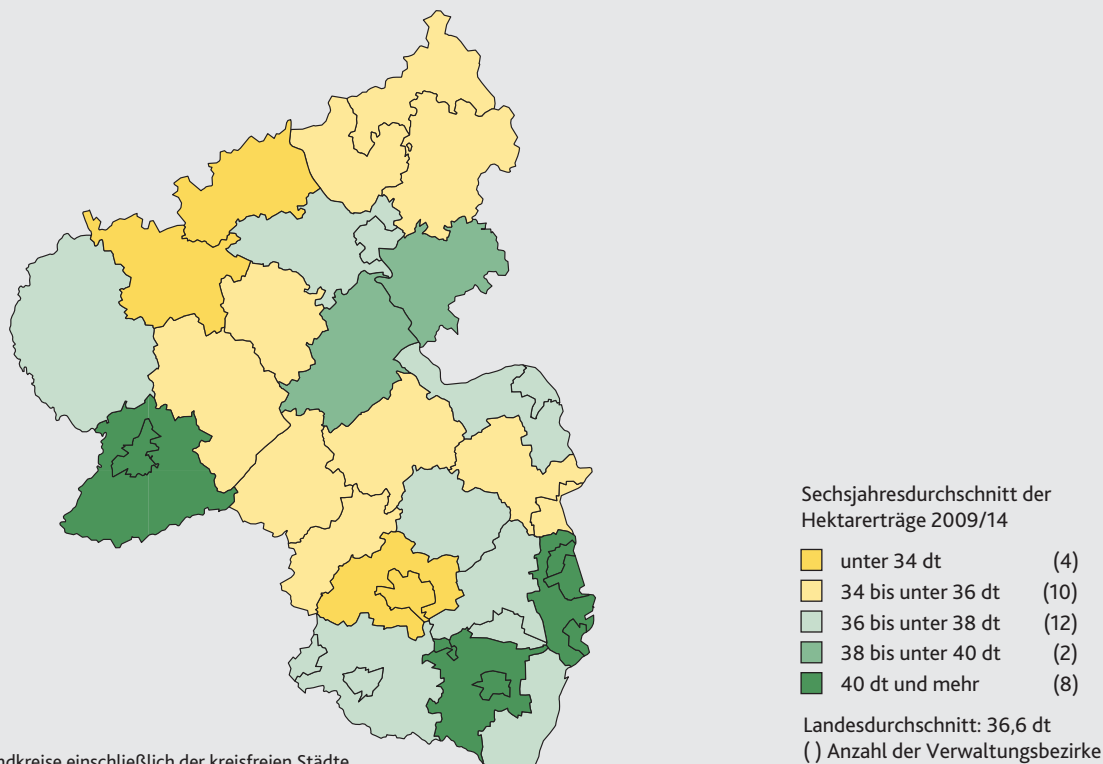 Sechsjahresdurchschnitt der
Hektarerträge 2009/14
unter 34 dt (4)
34 bis unter 36 dt (10)
36 bis unter 38 dt (12)
38 bis unter 40 dt (2)
40 dt und mehr (8)
Landesdurchschnitt: 36,6 dt
( ) Anzahl der Verwaltungsbezirke
einschließlich der kreisfreien Städte